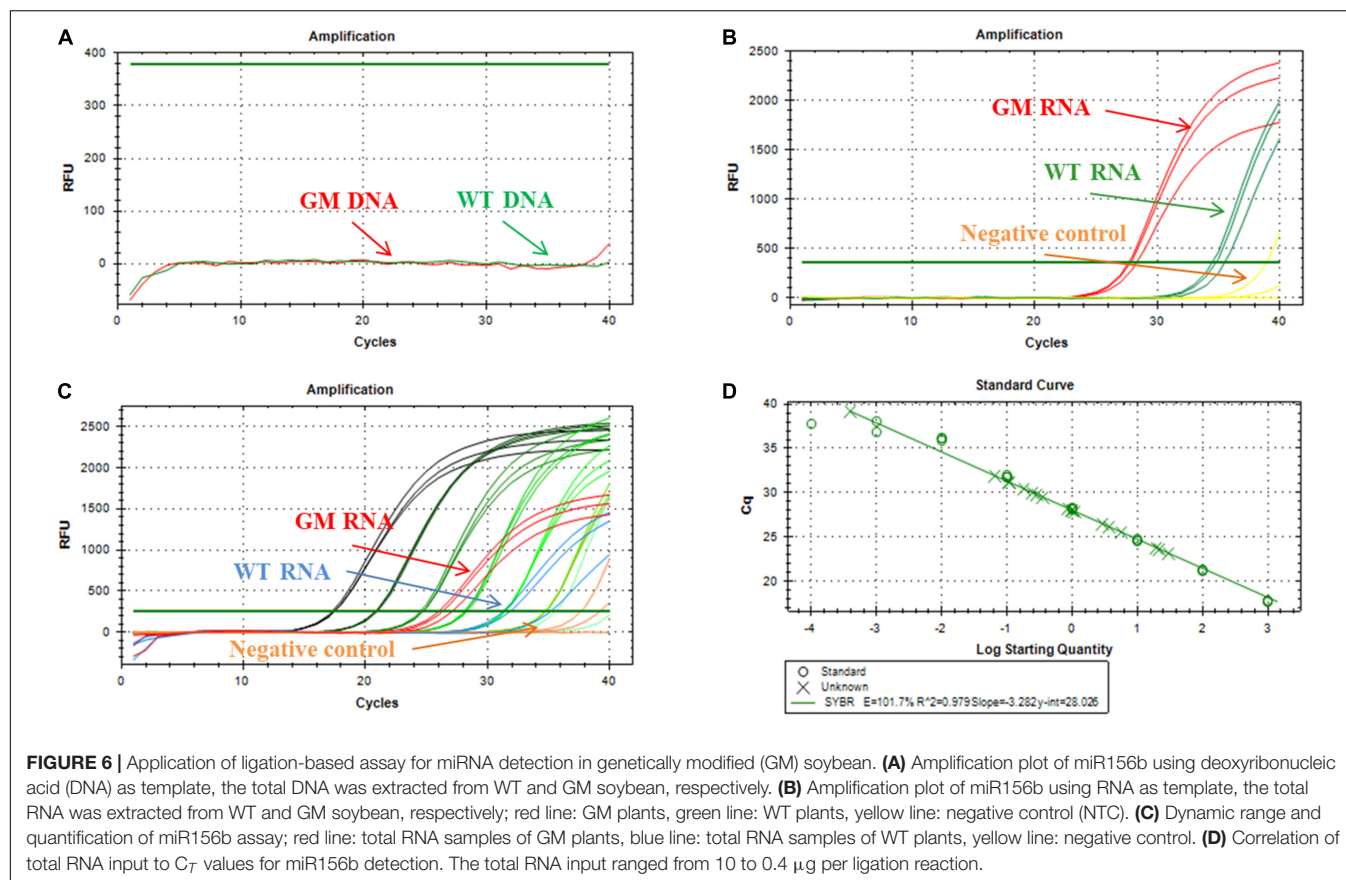 A
Amplification
400
300
200
100
0
RFU
GM DNA
WT DNA
0 10 20 30 40
Cycles
B
Amplification
2500
2000
1500
1000
500
0
RFU
GM RNA
WT RNA
Negative control
0 10 20 30 40
Cycles
C
Amplification
2500
2000
1500
1000
500
0
RFU
GM RNA
WT RNA
Negative control
0 10 20 30 40
Cycles
D
Standard Curve
40
35
30
25
20
Cq
-4 -3 -2 -1 0 1 2 3
Log Starting Quantity
Standard
Unknown
SYBR E=101.7% R^2=0.979 Slope=-3.282 y-int=28.026
FIGURE 6 | Application of ligation-based assay for miRNA detection in genetically modified (GM) soybean. (A) Amplification plot of miR156b using deoxyribonucleic
acid (DNA) as template, the total DNA was extracted from WT and GM soybean, respectively. (B) Amplification plot of miR156b using RNA as template, the total
RNA was extracted from WT and GM soybean, respectively; red line: GM plants, green line: WT plants, yellow line: negative control (NTC). (C) Dynamic range and
quantification of miR156b assay; red line: total RNA samples of GM plants, blue line: total RNA samples of WT plants, yellow line: negative control. (D) Correlation of
total RNA input to CT values for miR156b detection. The total RNA input ranged from 10 to 0.4 μg per ligation reaction.